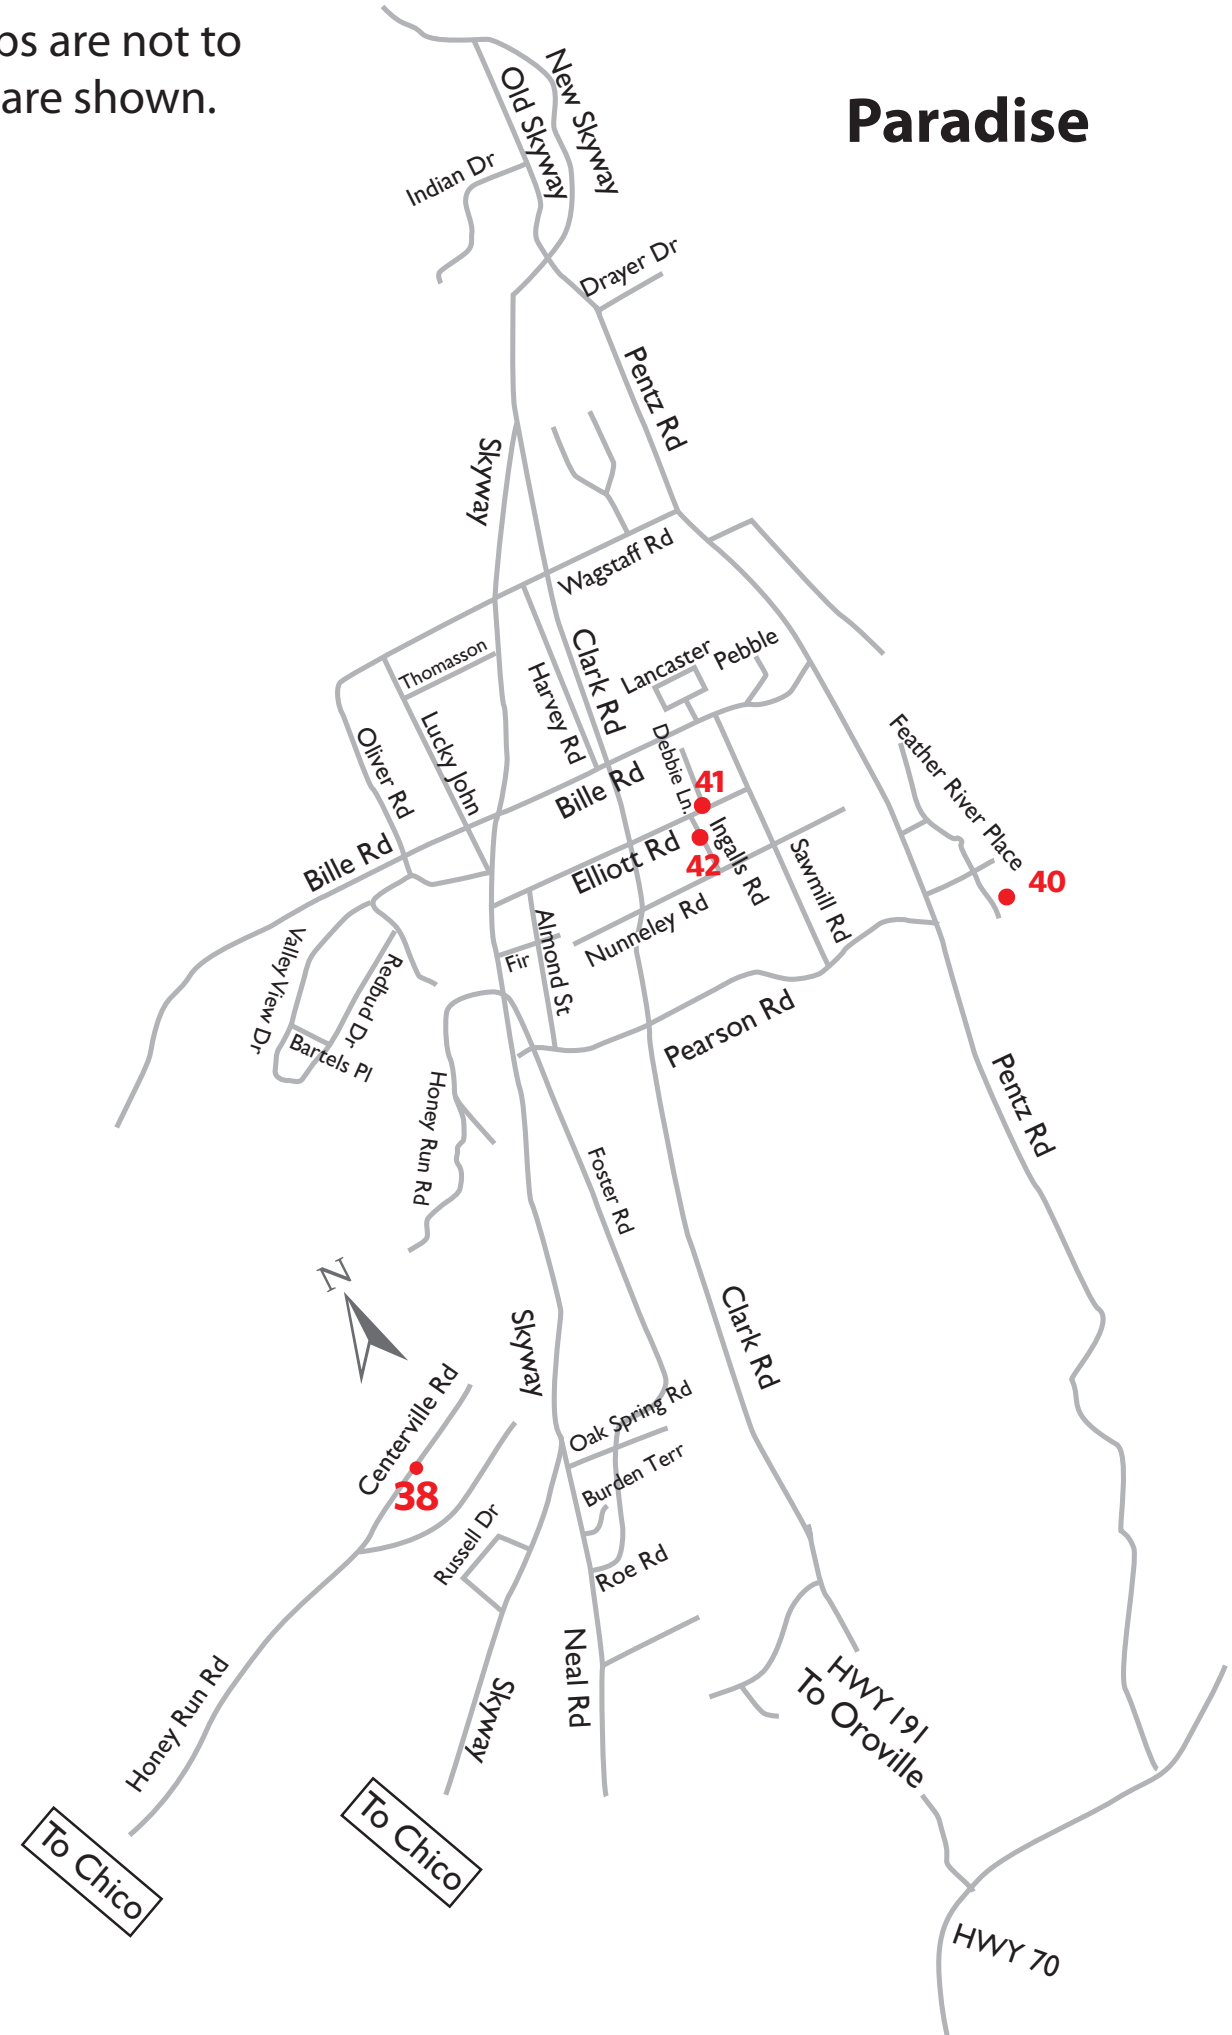 ps are not to
are shown.
Paradise
New Skyway
Old Skyway
Indian Dr
Drayer Dr
Pentz Rd
Skyway
Wagstaff Rd
Thomasson
Clark Rd
Lancaster
Pebble
Harvey Rd
Lucky John
Oliver Rd
Debbie Ln.
Feather River Place
41
Bille Rd
Bille Rd
Elliott Rd
42
Ingalls Rd
Sawmill Rd
40
Nunneley Rd
Almond St
Fir
Valley View Dr
Redbud Dr
Bartels Pl
Pearson Rd
Honey Run Rd
Pentz Rd
Foster Rd
N
Skyway
Clark Rd
Centerville Rd
38
Oak Spring Rd
Burden Terr
Russell Dr
Roe Rd
Neal Rd
Honey Run Rd
Skyway
HWY 191
To Oroville
To Chico
To Chico
HWY 70